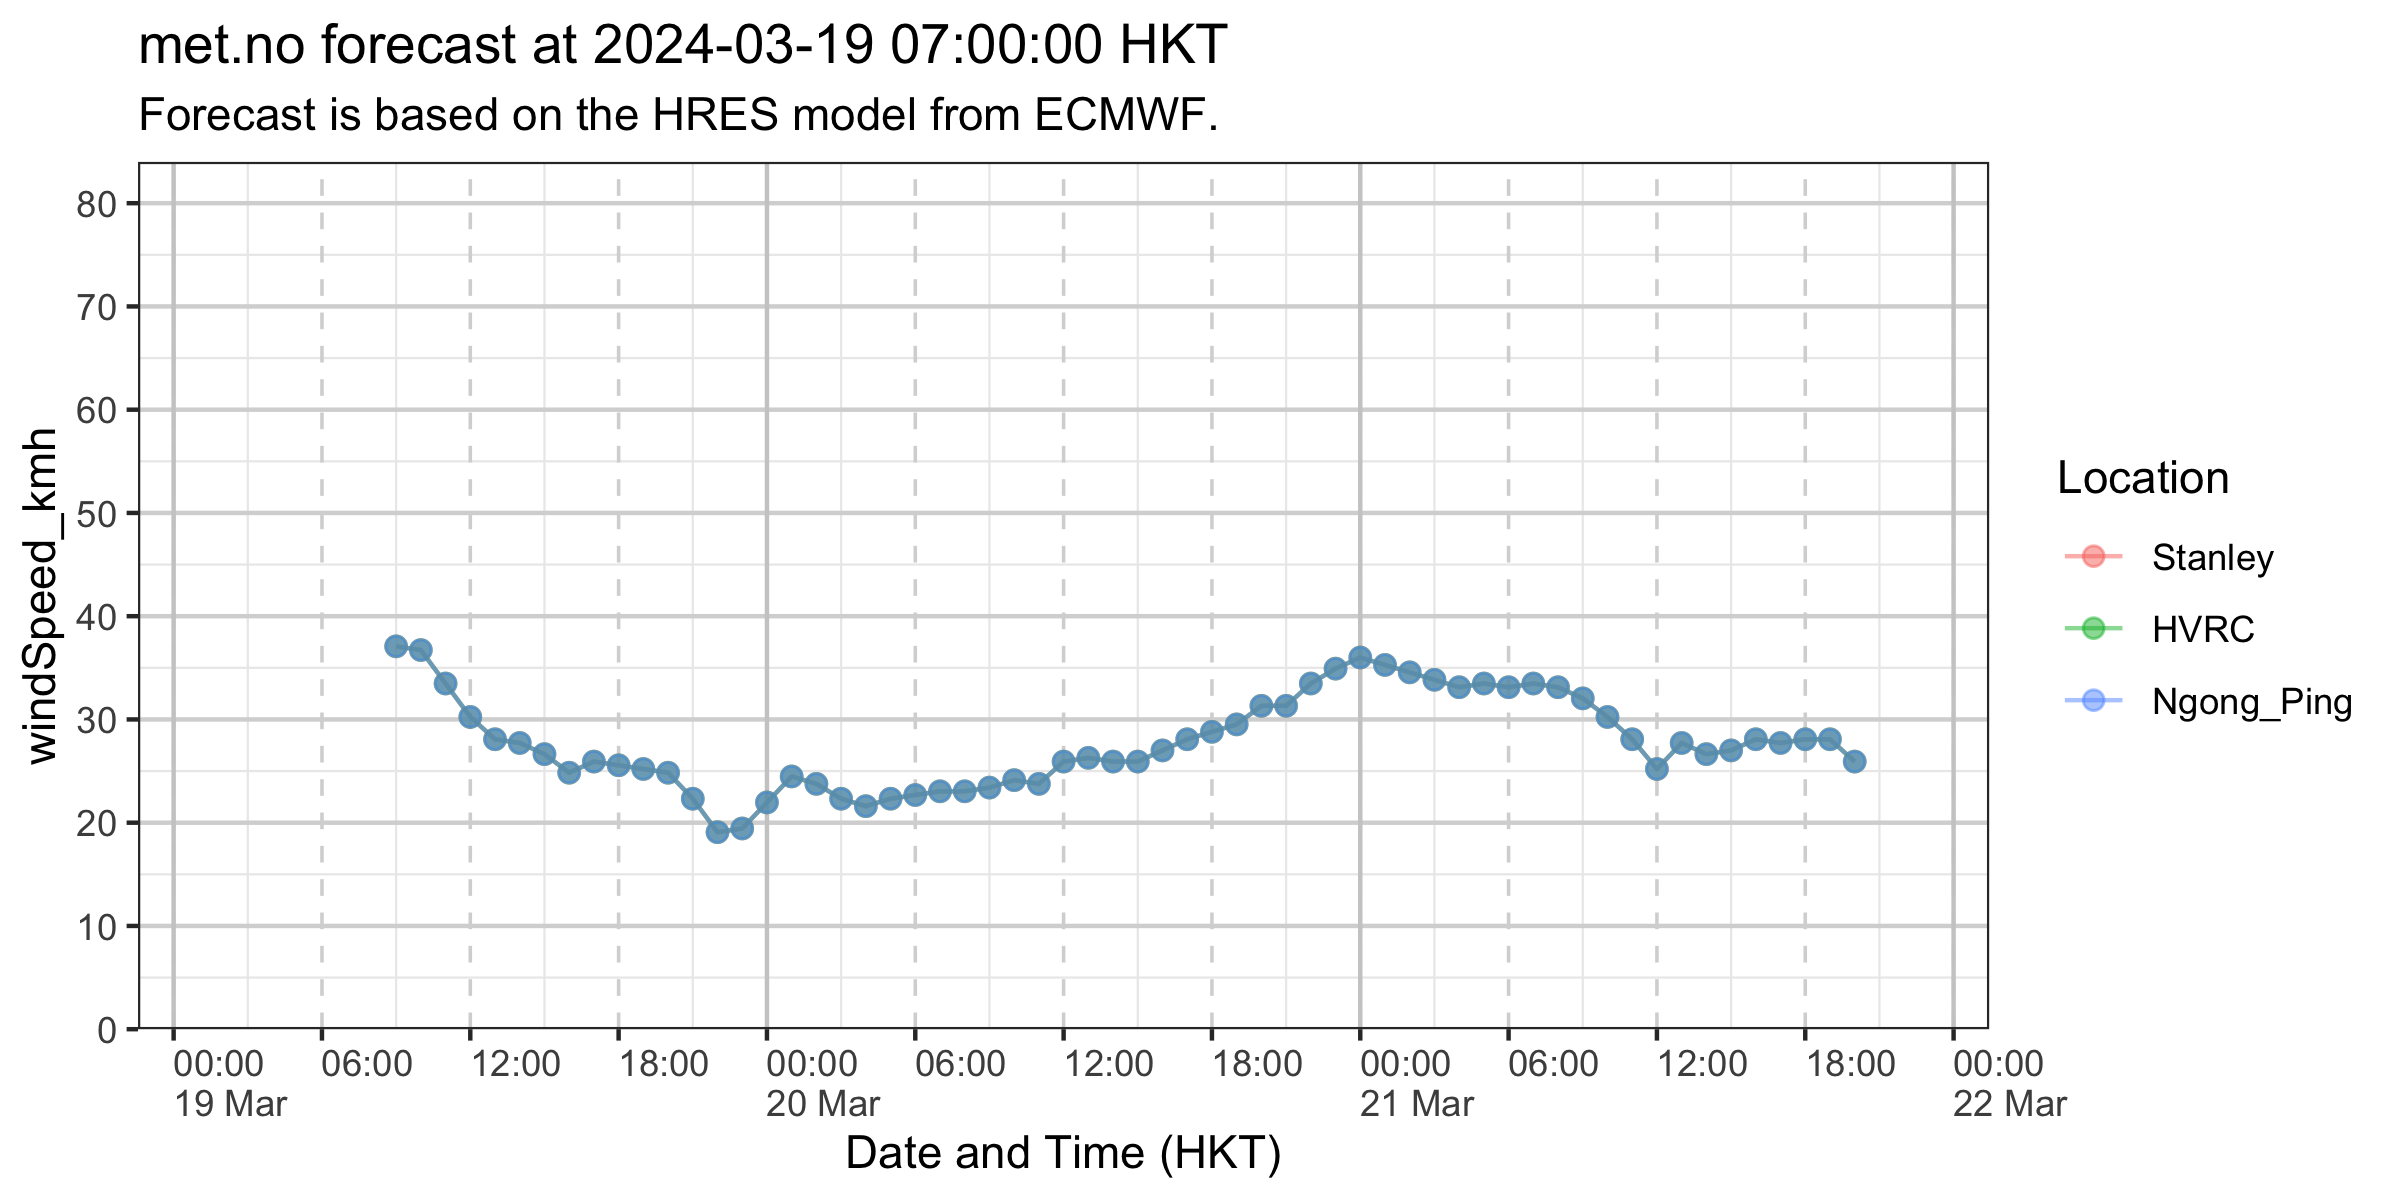 met.no forecast at 2024-03-19 07:00:00 HKT
Forecast is based on the HRES model from ECMWF.
windSpeed_kmh
80
70
60
50
40
30
20
10
0
00:00 06:00 12:00 18:00 00:00 06:00 12:00 18:00 00:00 06:00 12:00 18:00 00:00
19 Mar 20 Mar 21 Mar 22 Mar
Date and Time (HKT)
Location
Stanley
HVRC
Ngong_Ping